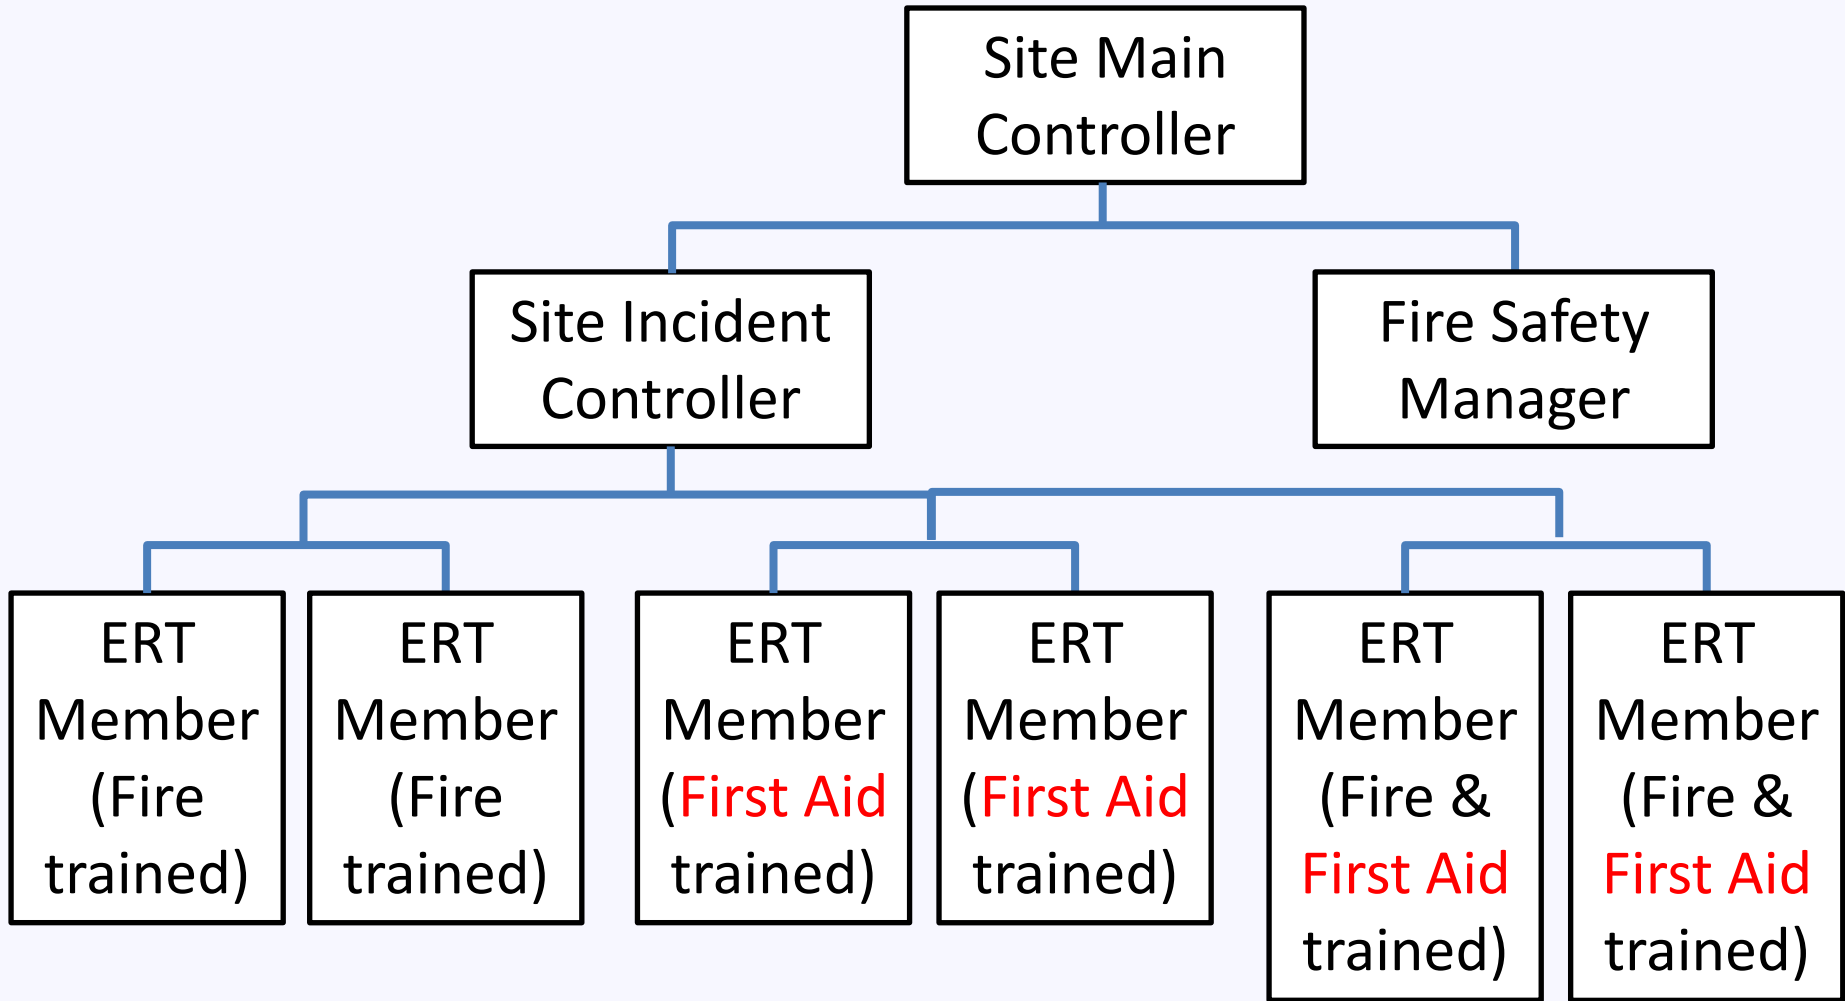 Site Main
Controller
Site Incident
Controller
Fire Safety
Manager
ERT
Member
(Fire
trained)
ERT
Member
(Fire
trained)
ERT
Member
(First Aid
trained)
ERT
Member
(First Aid
trained)
ERT
Member
(Fire &
First Aid
trained)
ERT
Member
(Fire &
First Aid
trained)